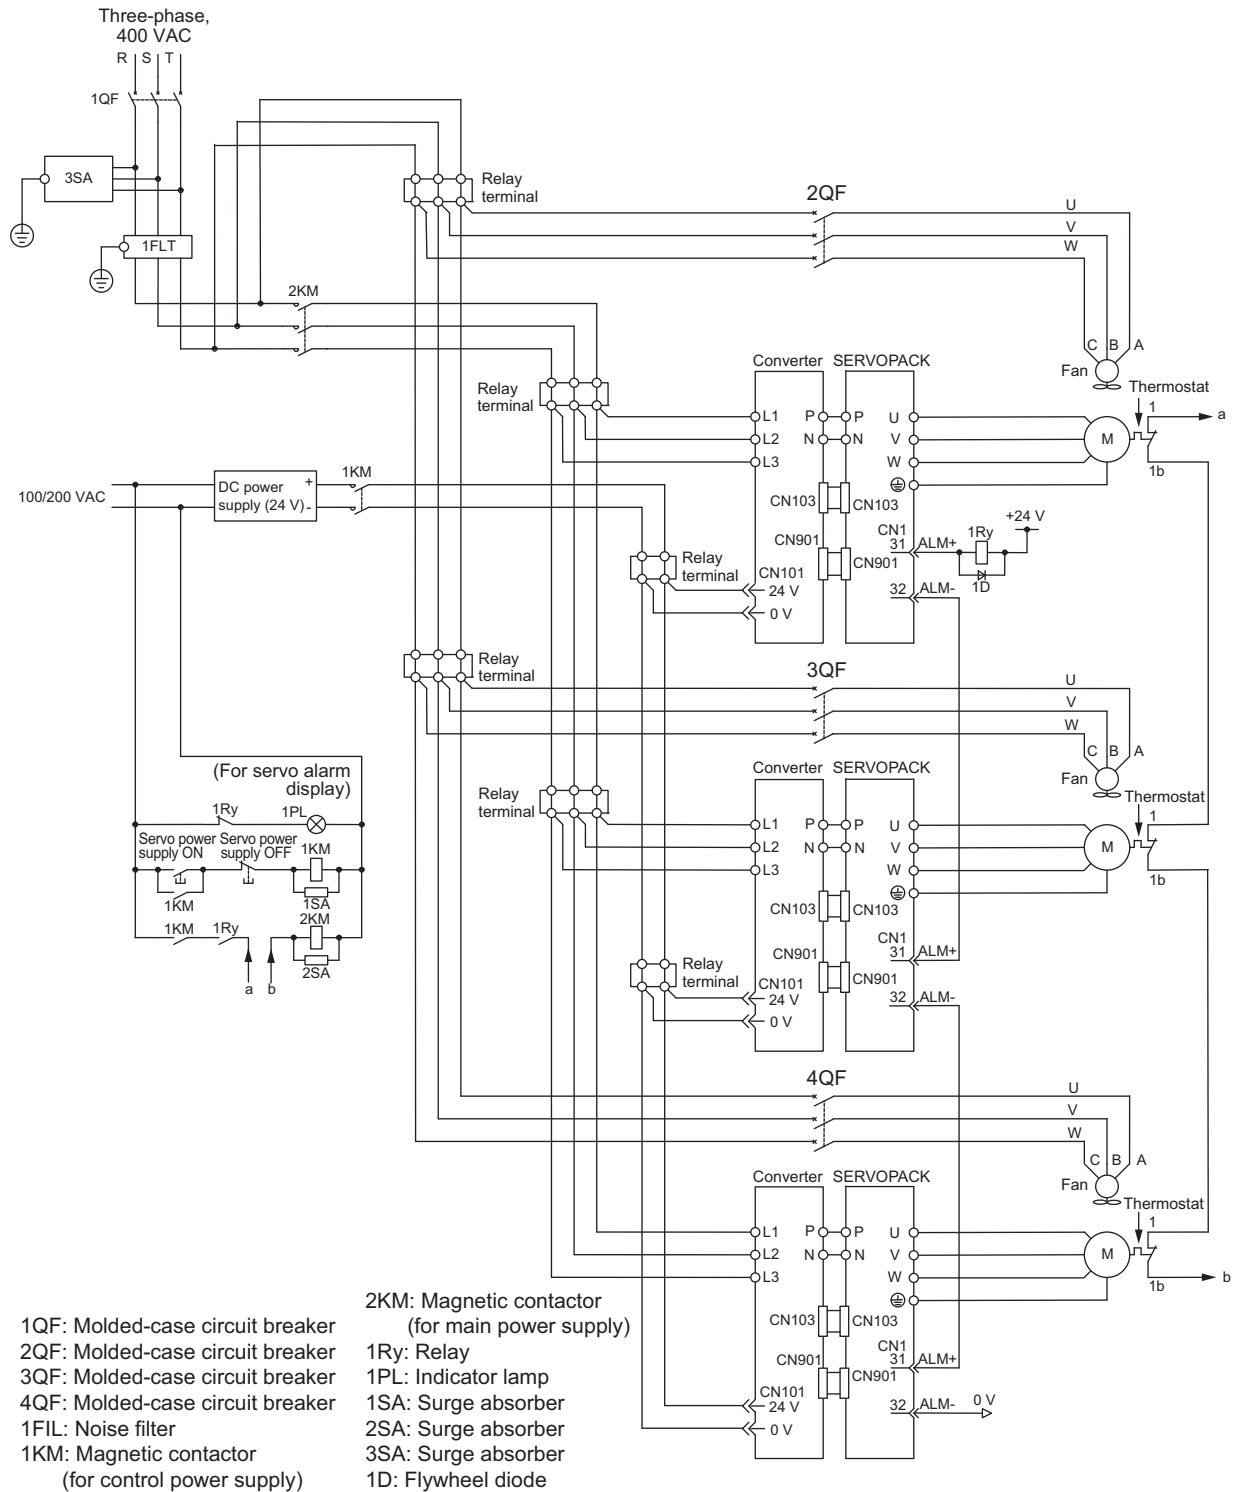 Three-phase,
400 VAC
R S T
1QF
3SA
1FLT
Relay
terminal
2QF
U
V
W
2KM
C B A
Fan
Converter SERVOPACK
Thermostat
Relay
terminal
1
a
L1 P P U
L2 N N V M
L3 W
1b
1KM
100/200 VAC
DC power +
supply (24 V) -
CN103 CN103
+24 V
CN1 1Ry
CN901 31 ALM+
Relay
terminal
CN901
CN101
24 V
1D
32 ALM-
0 V
Relay
terminal
3QF
U
V
W
C B A
Fan
(For servo alarm
display)
Converter SERVOPACK
Thermostat
Relay
terminal
1
1Ry 1PL
L1 P P U
Servo power Servo power
supply ON supply OFF 1KM
L2 N N V M
L3 W
1b
1KM 1SA
CN103 CN103
2KM
1KM 1Ry
CN1
CN901 31 ALM+
2SA
a b
Relay
terminal
CN901
CN101
24 V
32 ALM-
0 V
4QF
U
V
W
C B A
Fan
Converter SERVOPACK
Thermostat
1
L1 P P U
L2 N N V M
L3 W
1b
b
CN103 CN103
CN1
CN901 31 ALM+
CN901
CN101
24 V
32 ALM- 0 V
0 V
1QF: Molded-case circuit breaker
2QF: Molded-case circuit breaker
3QF: Molded-case circuit breaker
4QF: Molded-case circuit breaker
1FIL: Noise filter
1KM: Magnetic contactor
(for control power supply)
2KM: Magnetic contactor
(for main power supply)
1Ry: Relay
1PL: Indicator lamp
1SA: Surge absorber
2SA: Surge absorber
3SA: Surge absorber
1D: Flywheel diode